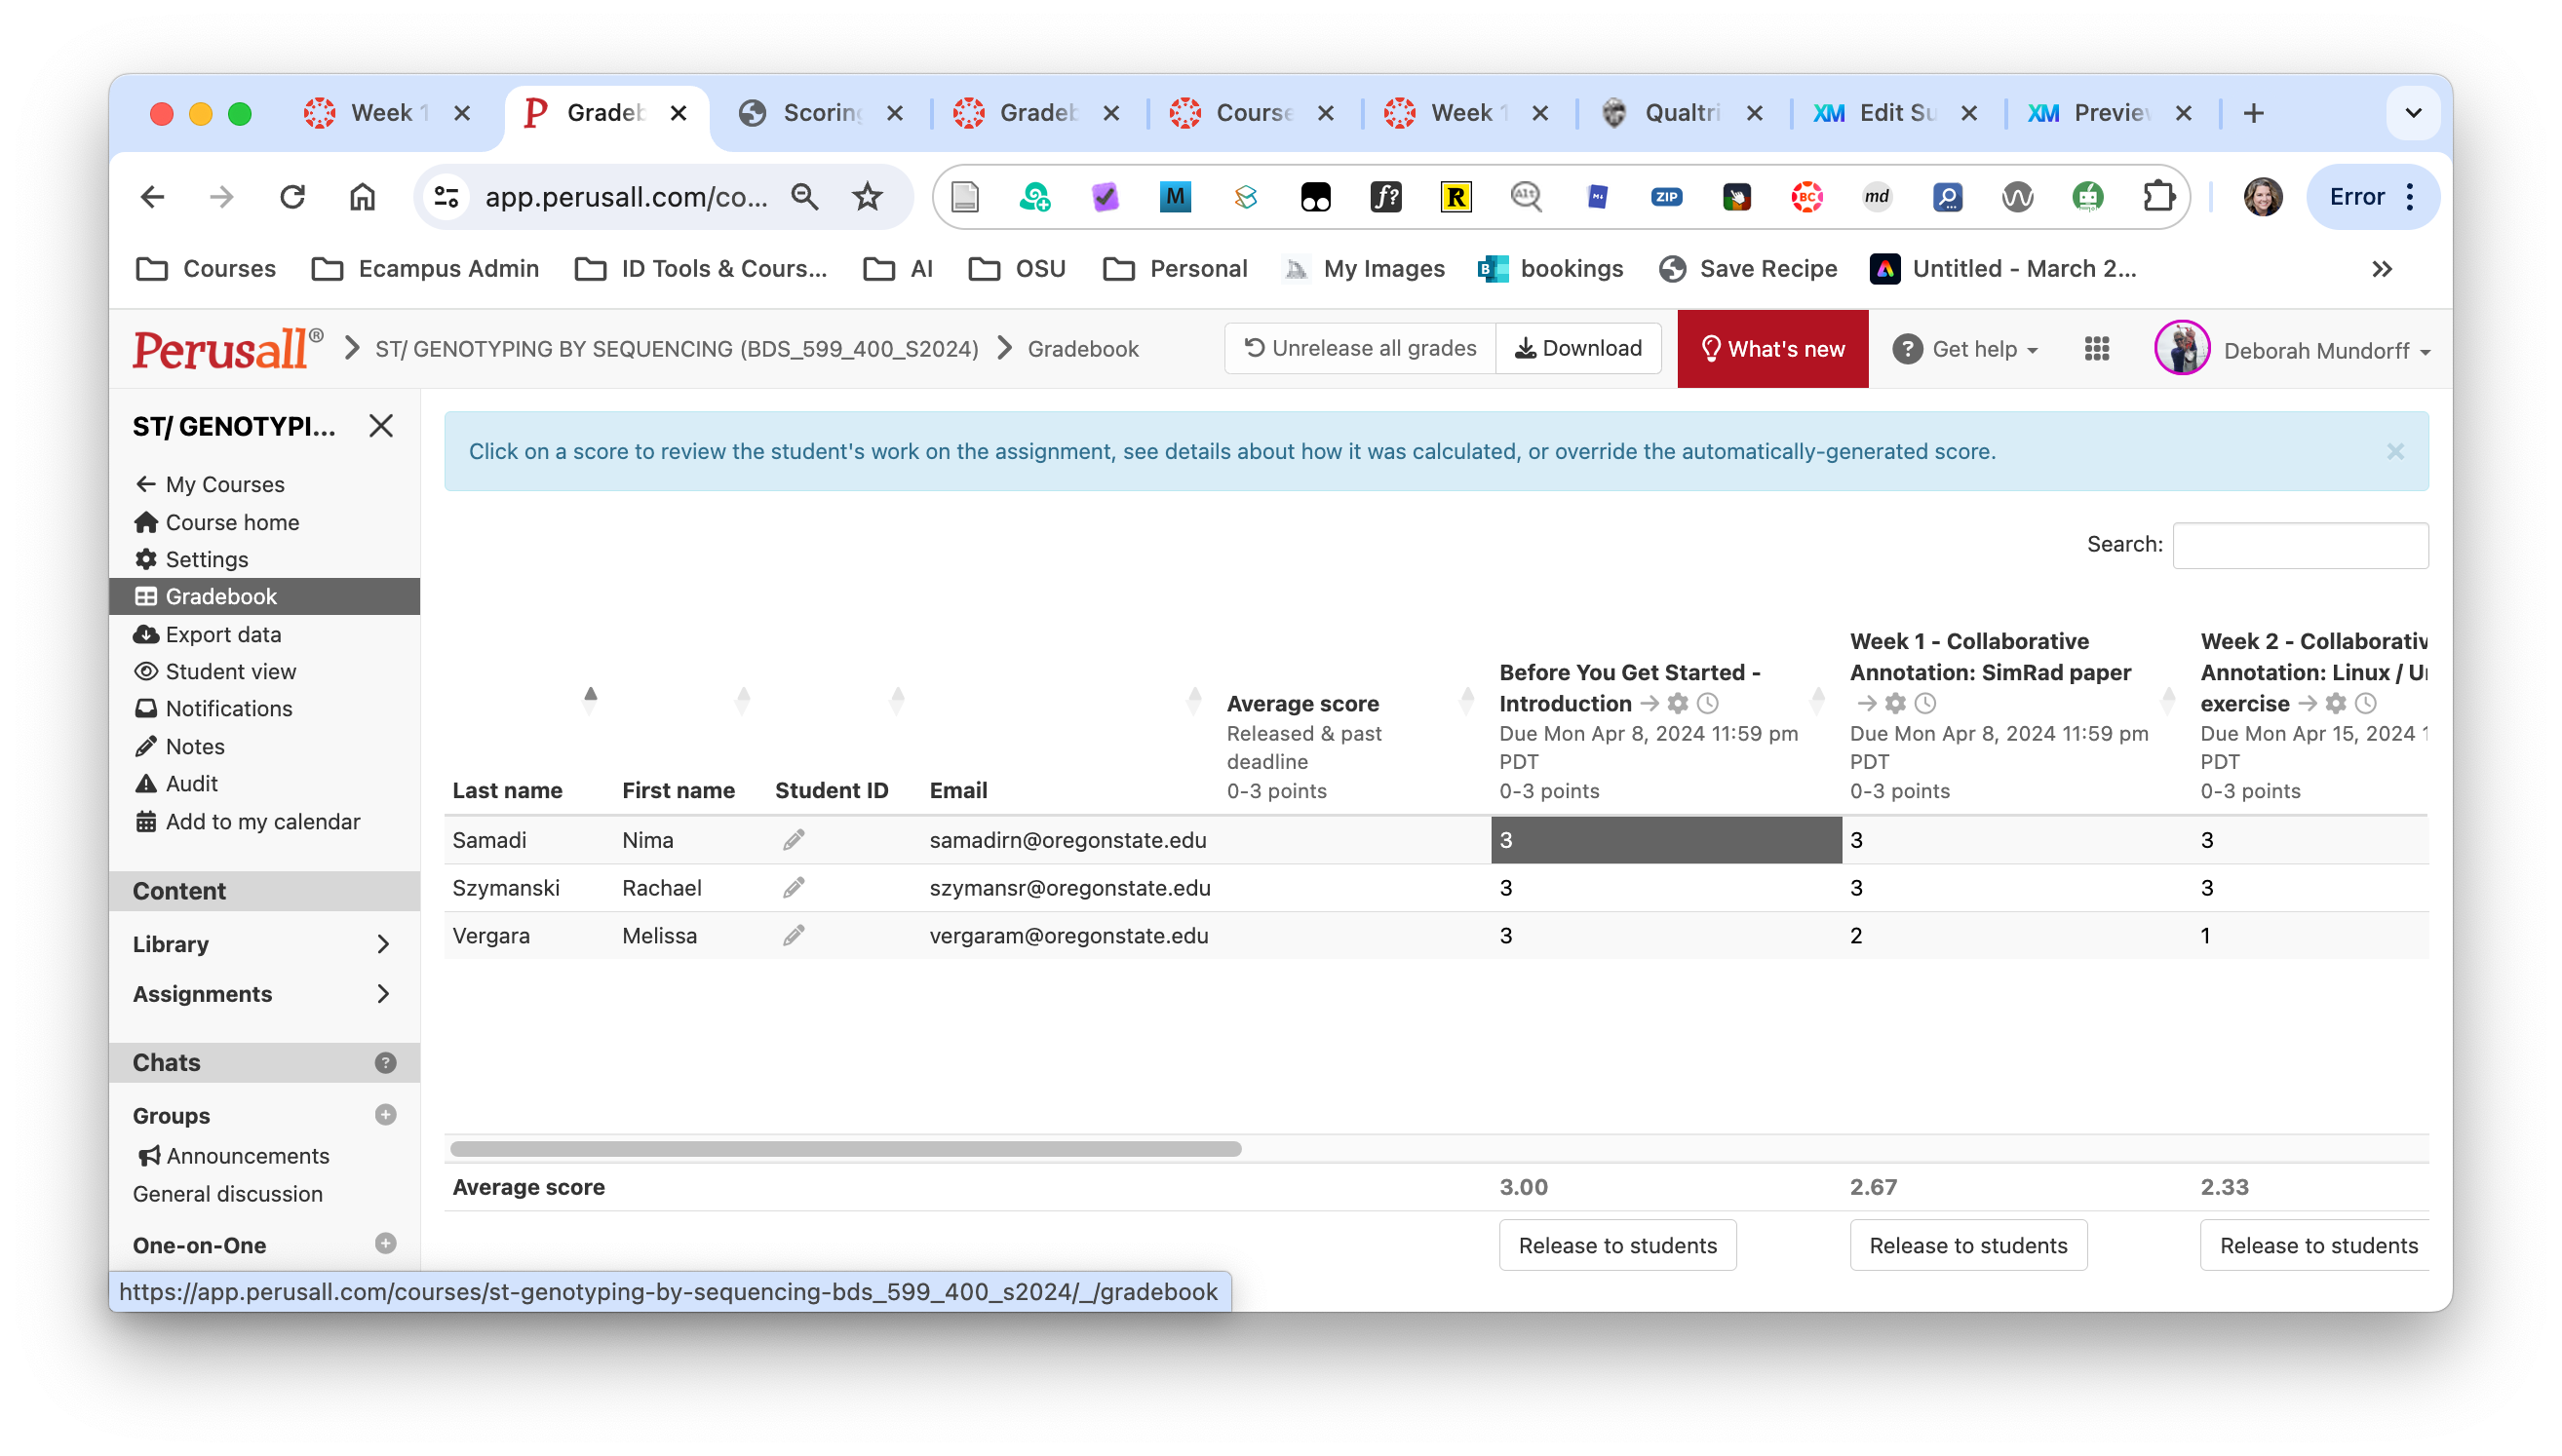 Week 1
Gradeb
Scoring
Gradeb
Course
Week 1
Qualtri
XM Edit Su
XM Preview
app.perusall.com/co...
M
f?
R
Alt
ZIP
BC
md
Error
Courses
Ecampus Admin
ID Tools & Cours...
AI
OSU
Personal
My Images
bookings
Save Recipe
Untitled - March 2...
Perusall®
ST/ GENOTYPING BY SEQUENCING (BDS_599_400_S2024)
Gradebook
Unrelease all grades
Download
What's new
Get help
Deborah Mundorff
ST/ GENOTYPI...
My Courses
Course home
Settings
Gradebook
Export data
Student view
Notifications
Notes
Audit
Add to my calendar
Content
Library
Assignments
Chats
Groups
Announcements
General discussion
One-on-One
https://app.perusall.com/courses/st-genotyping-by-sequencing-bds_599_400_s2024/_/gradebook
Click on a score to review the student's work on the assignment, see details about how it was calculated, or override the automatically-generated score.
Search:
Last name
First name
Student ID
Email
Average score
Released & past
deadline
0-3 points
Before You Get Started -
Introduction
Due Mon Apr 8, 2024 11:59 pm
PDT
0-3 points
Week 1 - Collaborative
Annotation: SimRad paper
Due Mon Apr 8, 2024 11:59 pm
PDT
0-3 points
Week 2 - Collaborativ
Annotation: Linux / U
exercise
Due Mon Apr 15, 2024 1
PDT
0-3 points
Samadi Nima samadirn@oregonstate.edu 3 3 3
Szymanski Rachael szymansr@oregonstate.edu 3 3 3
Vergara Melissa vergaram@oregonstate.edu 3 2 1
Average score 3.00 2.67 2.33
Release to students Release to students Release to students